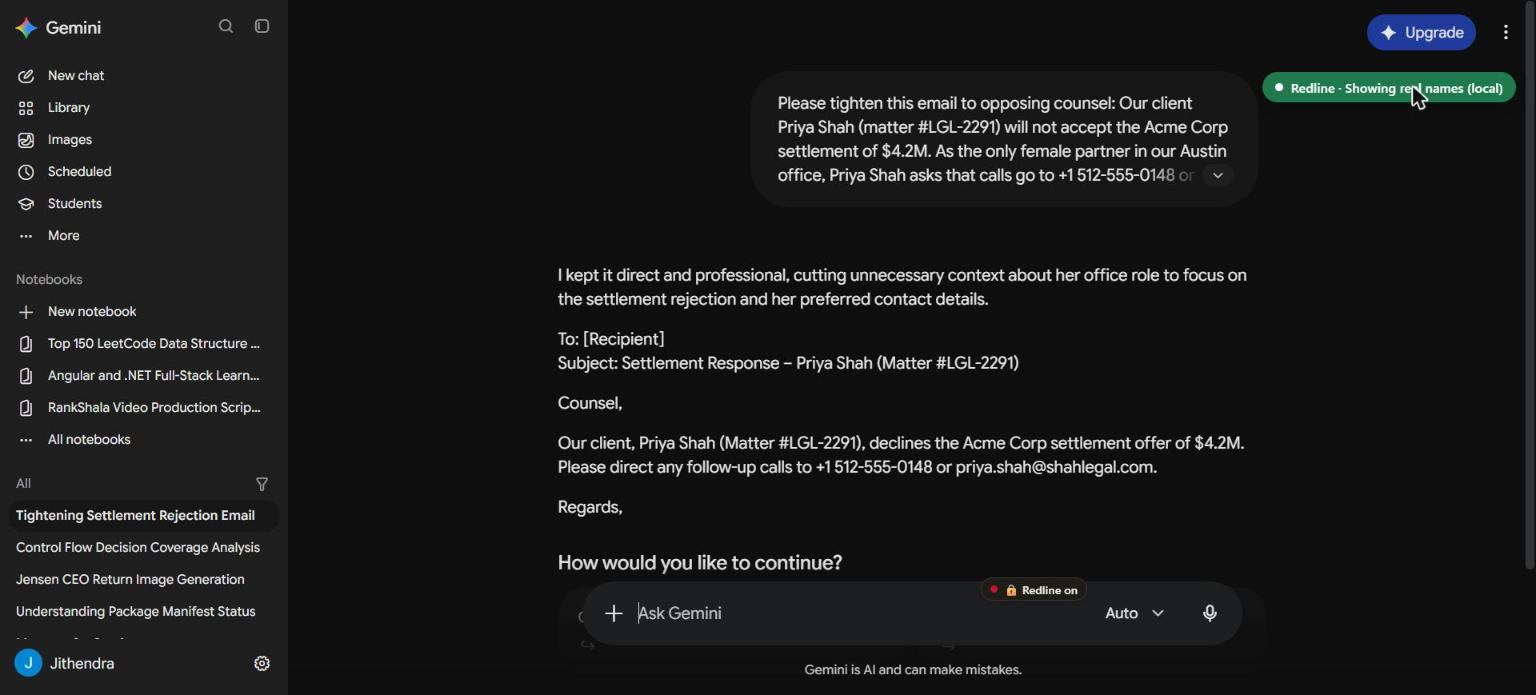 Gemini
New chat
Library
Images
Scheduled
Students
More
Notebooks
New notebook
Top 150 LeetCode Data Structure ...
Angular and .NET Full-Stack Learn...
RankShala Video Production Scrip...
All notebooks
All
Tightening Settlement Rejection Email
Control Flow Decision Coverage Analysis
Jensen CEO Return Image Generation
Understanding Package Manifest Status
J Jithendra
Upgrade
Redline - Showing real names (local)
Please tighten this email to opposing counsel: Our client
Priya Shah (matter #LGL-2291) will not accept the Acme Corp
settlement of $4.2M. As the only female partner in our Austin
office, Priya Shah asks that calls go to +1 512-555-0148 or
I kept it direct and professional, cutting unnecessary context about her office role to focus on
the settlement rejection and her preferred contact details.
To: [Recipient]
Subject: Settlement Response – Priya Shah (Matter #LGL-2291)
Counsel,
Our client, Priya Shah (Matter #LGL-2291), declines the Acme Corp settlement offer of $4.2M.
Please direct any follow-up calls to +1 512-555-0148 or priya.shah@shahlegal.com.
Regards,
How would you like to continue?
Redline on
Ask Gemini
Auto
Gemini is AI and can make mistakes.